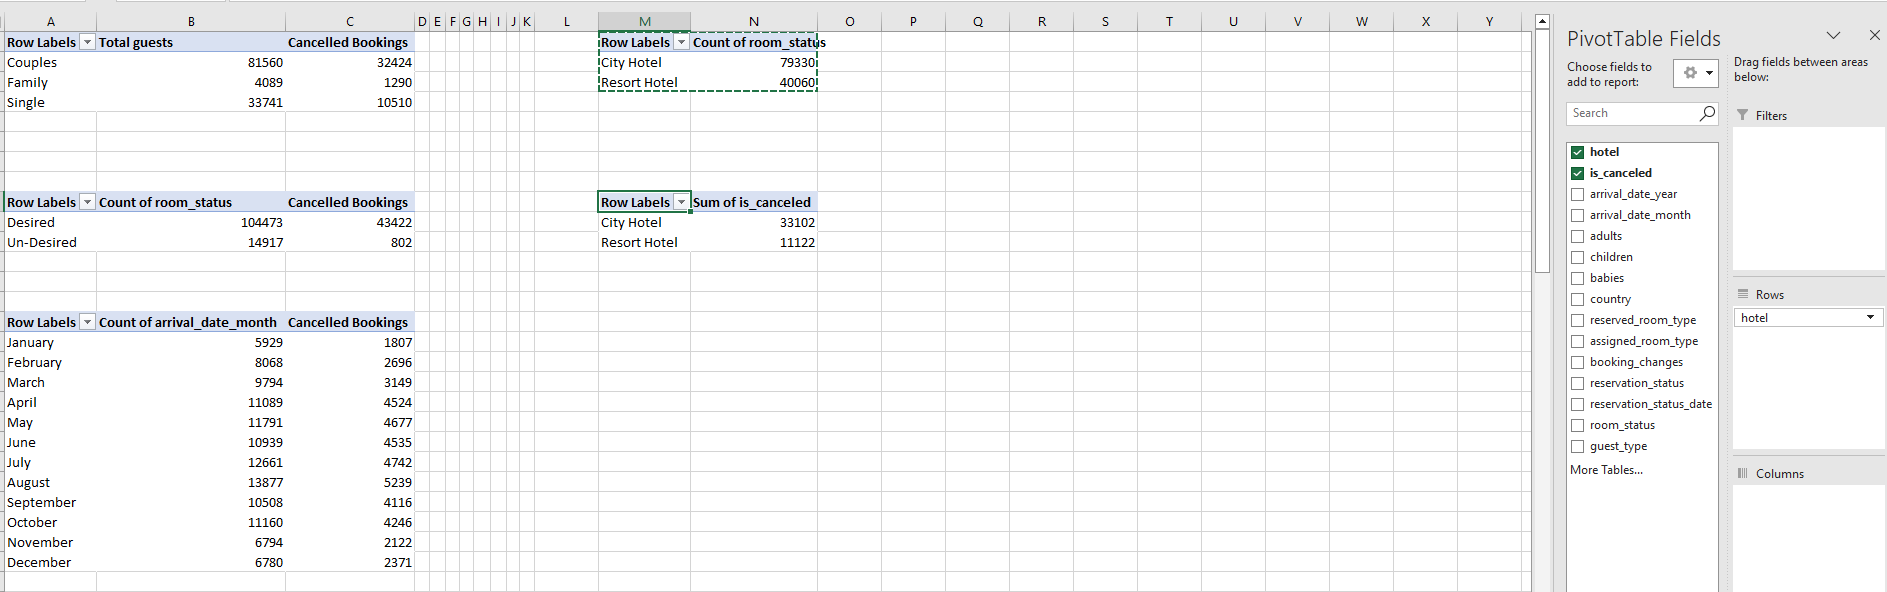 A B C D E F G H I J K L M N O P Q R S T U V W X Y
Row Labels Total guests Cancelled Bookings
Couples 81560 32424
Family 4089 1290
Single 33741 10510
Row Labels Count of room_status
City Hotel 79330
Resort Hotel 40060
Row Labels Count of room_status Cancelled Bookings
Desired 104473 43422
Un-Desired 14917 802
Row Labels Sum of is_canceled
City Hotel 33102
Resort Hotel 11122
Row Labels Count of arrival_date_month Cancelled Bookings
January 5929 1807
February 8068 2696
March 9794 3149
April 11089 4524
May 11791 4677
June 10939 4535
July 12661 4742
August 13877 5239
September 10508 4116
October 11160 4246
November 6794 2122
December 6780 2371
PivotTable Fields
Choose fields to
add to report:
Search
hotel
is_canceled
arrival_date_year
arrival_date_month
adults
children
babies
country
reserved_room_type
assigned_room_type
booking_changes
reservation_status
reservation_status_date
room_status
guest_type
More Tables...
Drag fields between areas
below:
Filters
Rows
hotel
Columns